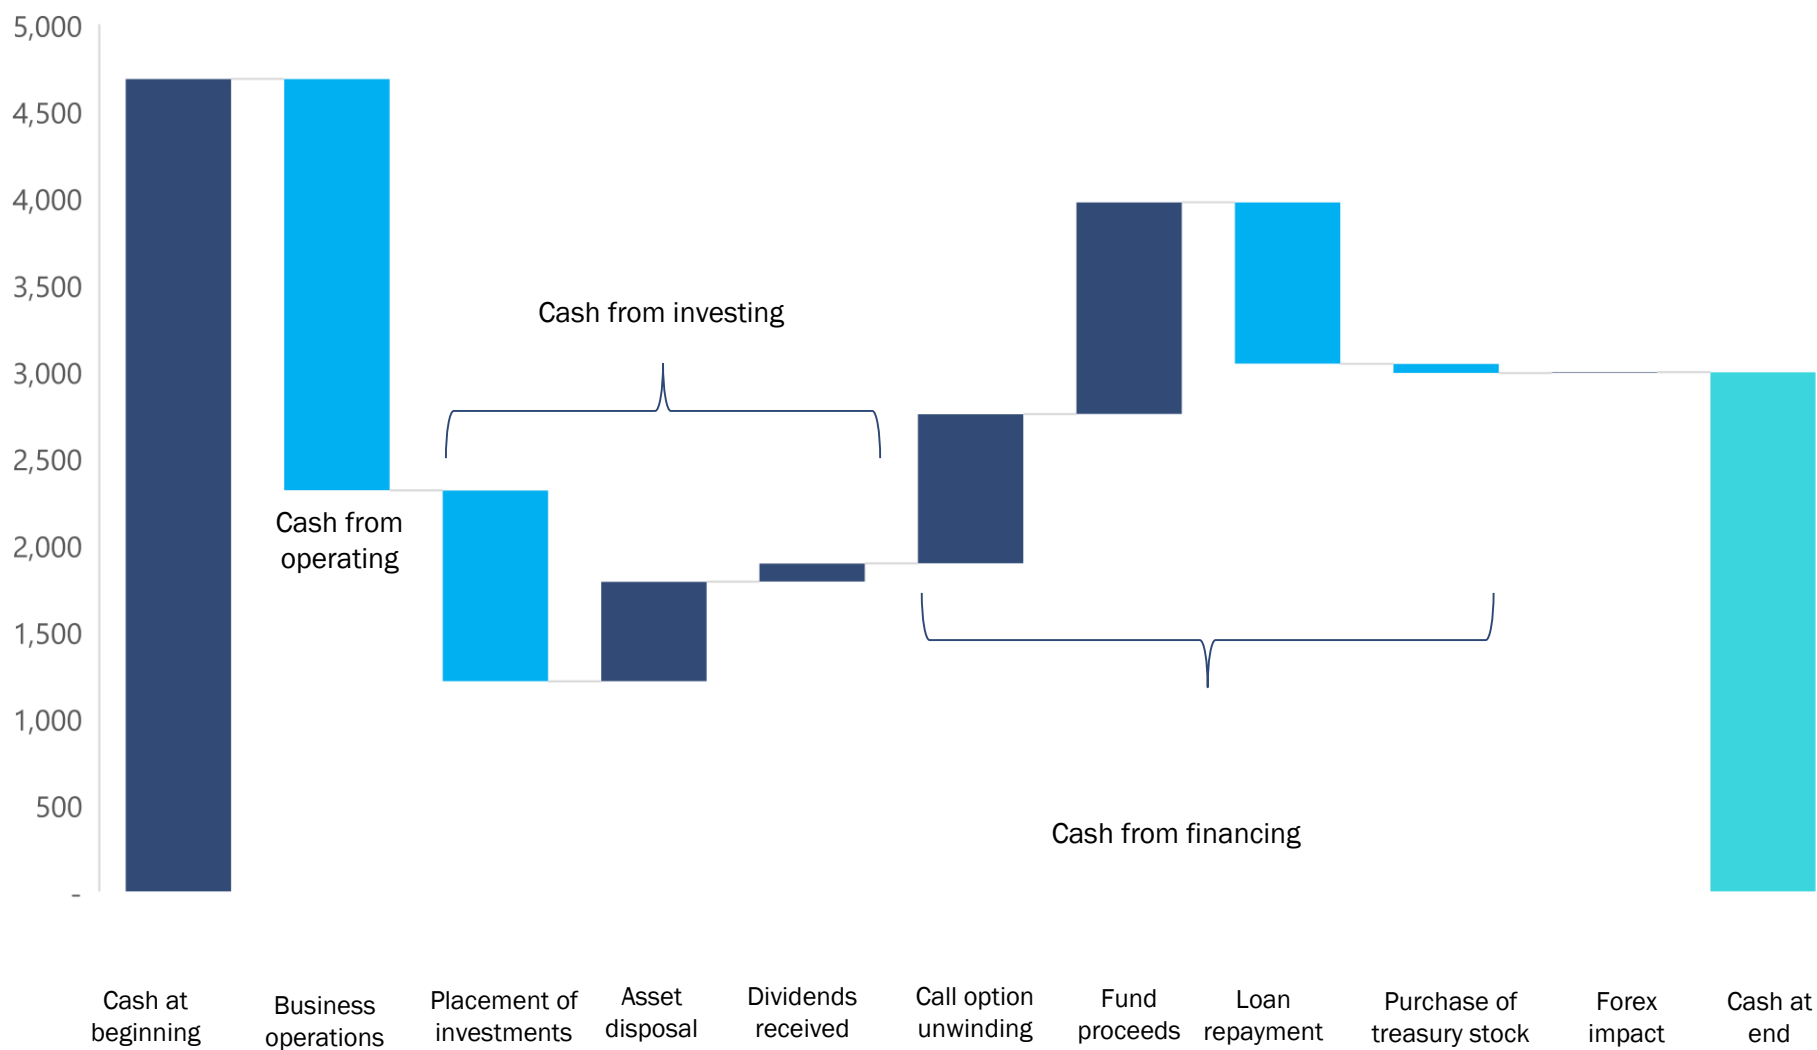 5,000
4,500
4,000
3,500
3,000
2,500
2,000
1,500
1,000
500
-
Cash from investing
Cash from
operating
Cash from financing
Cash at
beginning
Business
operations
Placement of
investments
Asset
disposal
Dividends
received
Call option
unwinding
Fund
proceeds
Loan
repayment
Purchase of
treasury stock
Forex
impact
Cash at
end